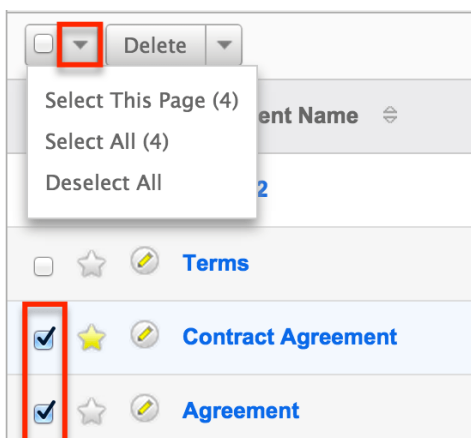 Delete
Select This Page (4)
Select All (4)
Deselect All
ent Name
2
Terms
Contract Agreement
Agreement